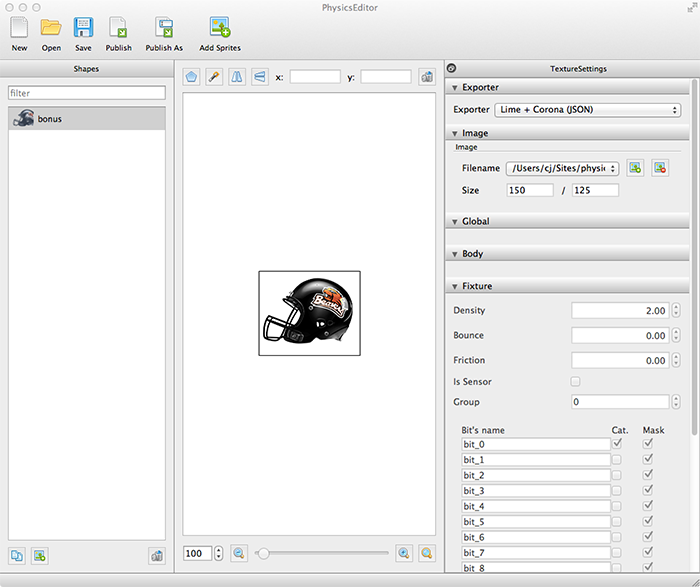 PhysicsEditor
New Open Save Publish Publish As Add Sprites
Shapes
filter
bonus
x: y:
Beavers
100
TextureSettings
Exporter
Exporter Lime + Corona (JSON)
Image
Image
Filename /Users/cj/Sites/physic
Size 150 / 125
Global
Body
Fixture
Density 2.00
Bounce 0.00
Friction 0.00
Is Sensor
Group 0
Bit's name Cat. Mask
bit_0
bit_1
bit_2
bit_3
bit_4
bit_5
bit_6
bit_7
bit_8